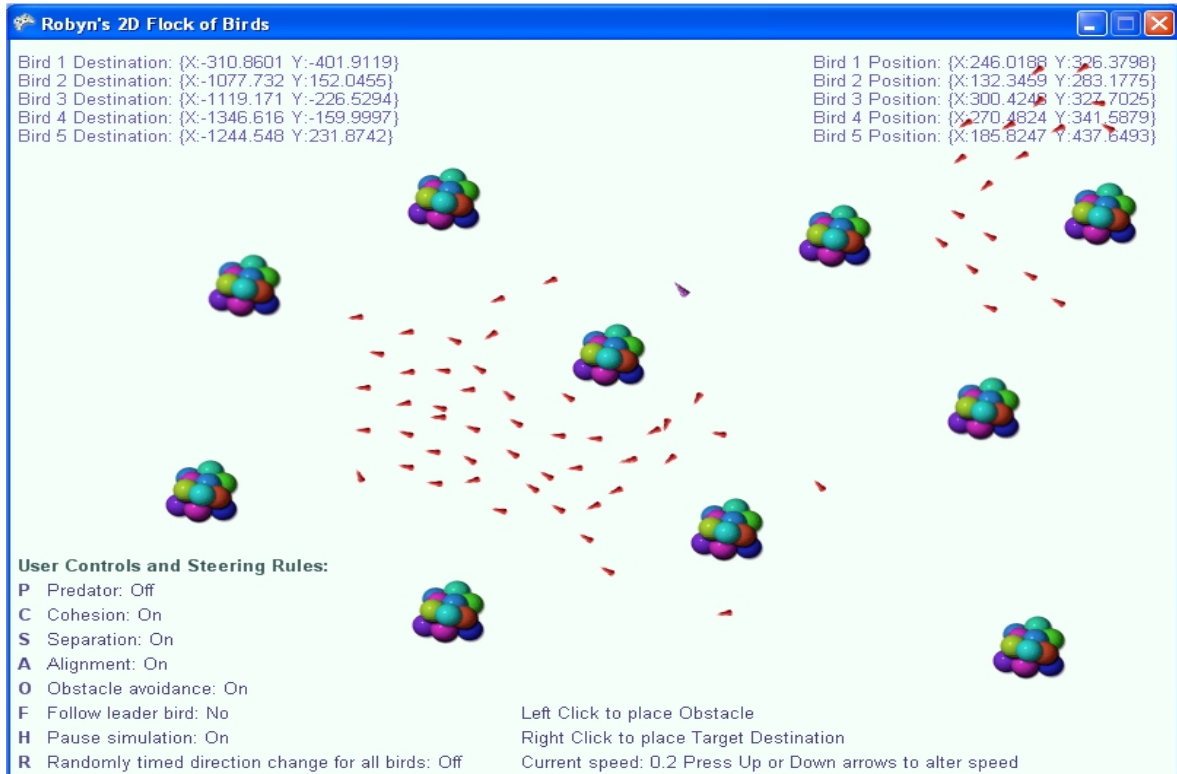 Robyn's 2D Flock of Birds
Bird 1 Destination: {X:-310.8601 Y:-401.9119}
Bird 2 Destination: {X:-1077.732 Y:152.0455}
Bird 3 Destination: {X:-1119.171 Y:-226.5294}
Bird 4 Destination: {X:-1346.616 Y:-159.9997}
Bird 5 Destination: {X:-1244.548 Y:231.8742}
Bird 1 Position: {X:246.0188 Y:326.3798}
Bird 2 Position: {X:132.3459 Y:283.1775}
Bird 3 Position: {X:300.4248 Y:327.7025}
Bird 4 Position: {X:270.4824 Y:341.5879}
Bird 5 Position: {X:185.8247 Y:437.6493}
User Controls and Steering Rules:
P Predator: Off
C Cohesion: On
S Separation: On
A Alignment: On
O Obstacle avoidance: On
F Follow leader bird: No
H Pause simulation: On
R Randomly timed direction change for all birds: Off
Left Click to place Obstacle
Right Click to place Target Destination
Current speed: 0.2 Press Up or Down arrows to alter speed